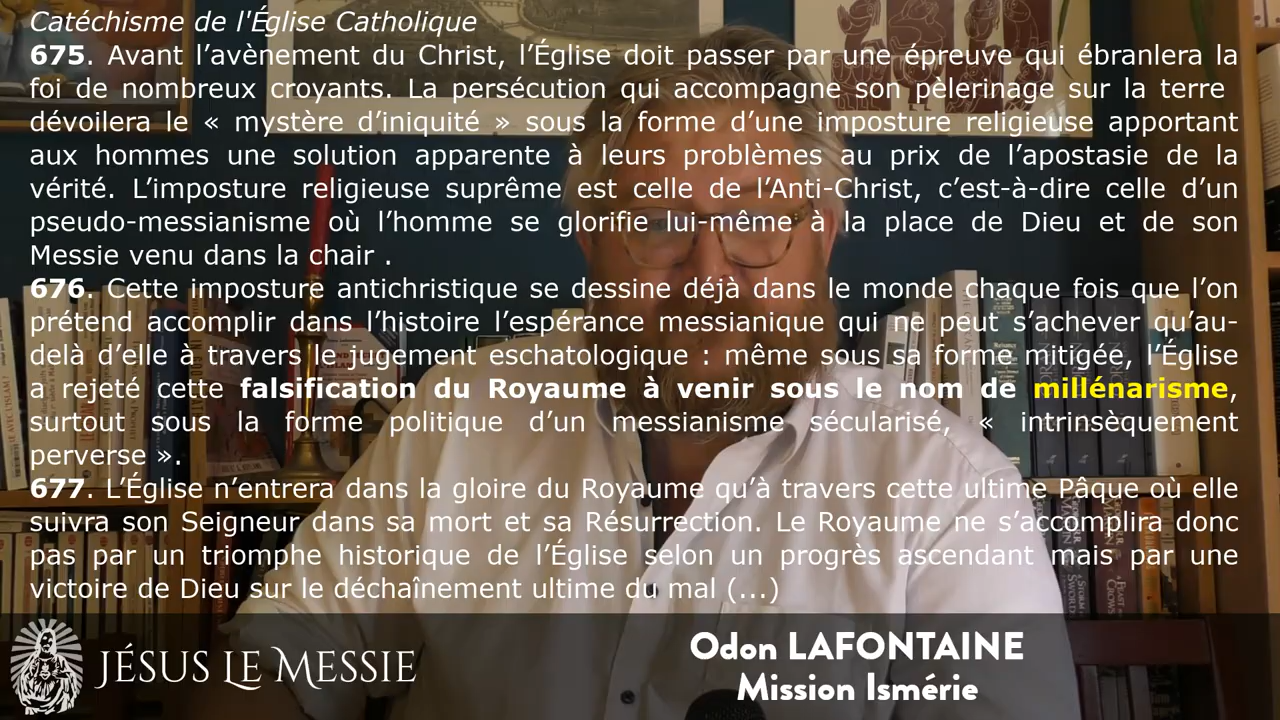 Catéchisme de l'Église Catholique
675. Avant l’avènement du Christ, l’Église doit passer par une épreuve qui ébranlera la
foi de nombreux croyants. La persécution qui accompagne son pèlerinage sur la terre
dévoilera le « mystère d’iniquité » sous la forme d’une imposture religieuse apportant
aux hommes une solution apparente à leurs problèmes au prix de l’apostasie de la
vérité. L’imposture religieuse suprême est celle de l’Anti-Christ, c’est-à-dire celle d’un
pseudo-messianisme où l’homme se glorifie lui-même à la place de Dieu et de son
Messie venu dans la chair .
676. Cette imposture antichristique se dessine déjà dans le monde chaque fois que l’on
prétend accomplir dans l’histoire l’espérance messianique qui ne peut s’achever qu’au-
delà d’elle à travers le jugement eschatologique : même sous sa forme mitigée, l’Église
a rejeté cette falsification du Royaume à venir sous le nom de millénarisme,
surtout sous la forme politique d’un messianisme sécularisé, « intrinsèquement
perverse ».
677. L’Église n’entrera dans la gloire du Royaume qu’à travers cette ultime Pâque où elle
suivra son Seigneur dans sa mort et sa Résurrection. Le Royaume ne s’accomplira donc
pas par un triomphe historique de l’Église selon un progrès ascendant mais par une
victoire de Dieu sur le déchaînement ultime du mal (...)
JÉSUS LE MESSIE
Odon LAFONTAINE
Mission Ismérie